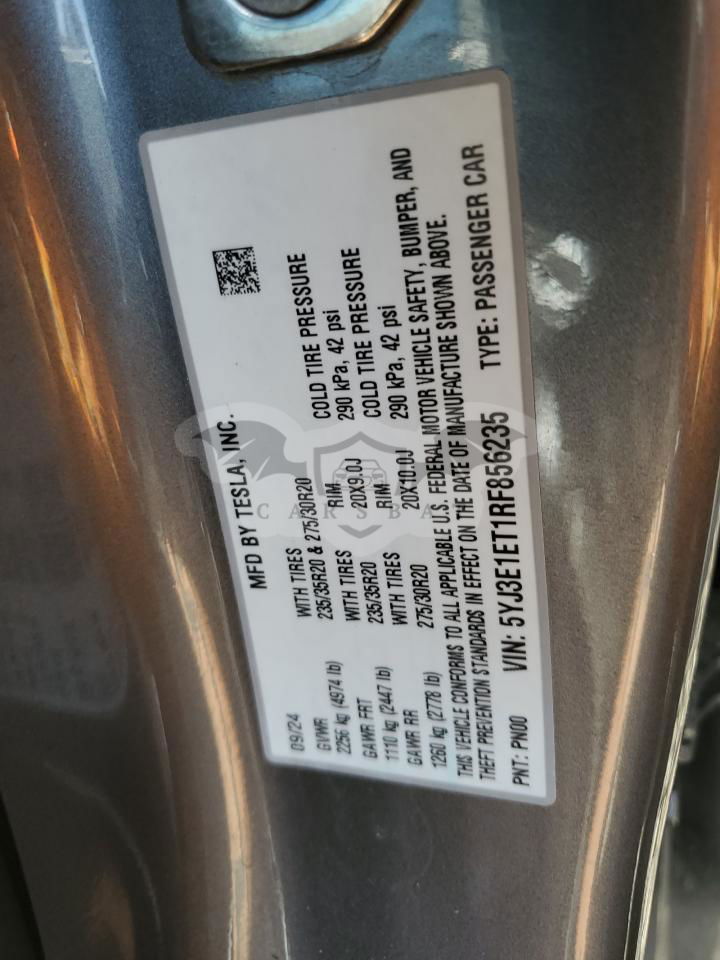 MFD BY TESLA, INC.
09/24
GVWR WITH TIRES COLD TIRE PRESSURE
2256 kg (4974 lb) 235/35R20 & 275/30R20 290 kPa, 42 psi
GAWR FRT WITH TIRES RIM COLD TIRE PRESSURE
1110 kg (2447 lb) 235/35R20 20X9.0J 290 kPa, 42 psi
GAWR RR WITH TIRES RIM
1260 kg (2778 lb) 275/30R20 20X10.0J
THIS VEHICLE CONFORMS TO ALL APPLICABLE U.S. FEDERAL MOTOR VEHICLE SAFETY, BUMPER, AND
THEFT PREVENTION STANDARDS IN EFFECT ON THE DATE OF MANUFACTURE SHOWN ABOVE.
PNT: PN00 VIN: 5YJ3E1ET1RF856235 TYPE: PASSENGER CAR